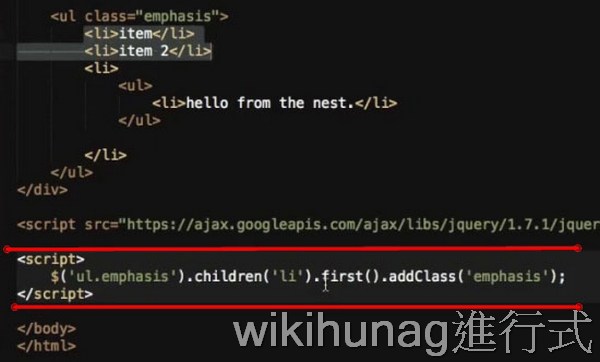 <ul class="emphasis">
<li>item</li>
<li>item 2</li>
<li>
<ul>
<li>hello from the nest.</li>
</ul>
</li>
</ul>
</div>
<script src="https://ajax.googleapis.com/ajax/libs/jquery/1.7.1/jquer
<script>
$('ul.emphasis').children('li').first().addClass('emphasis');
</script>
</body>
</html>
wikihunag進行式